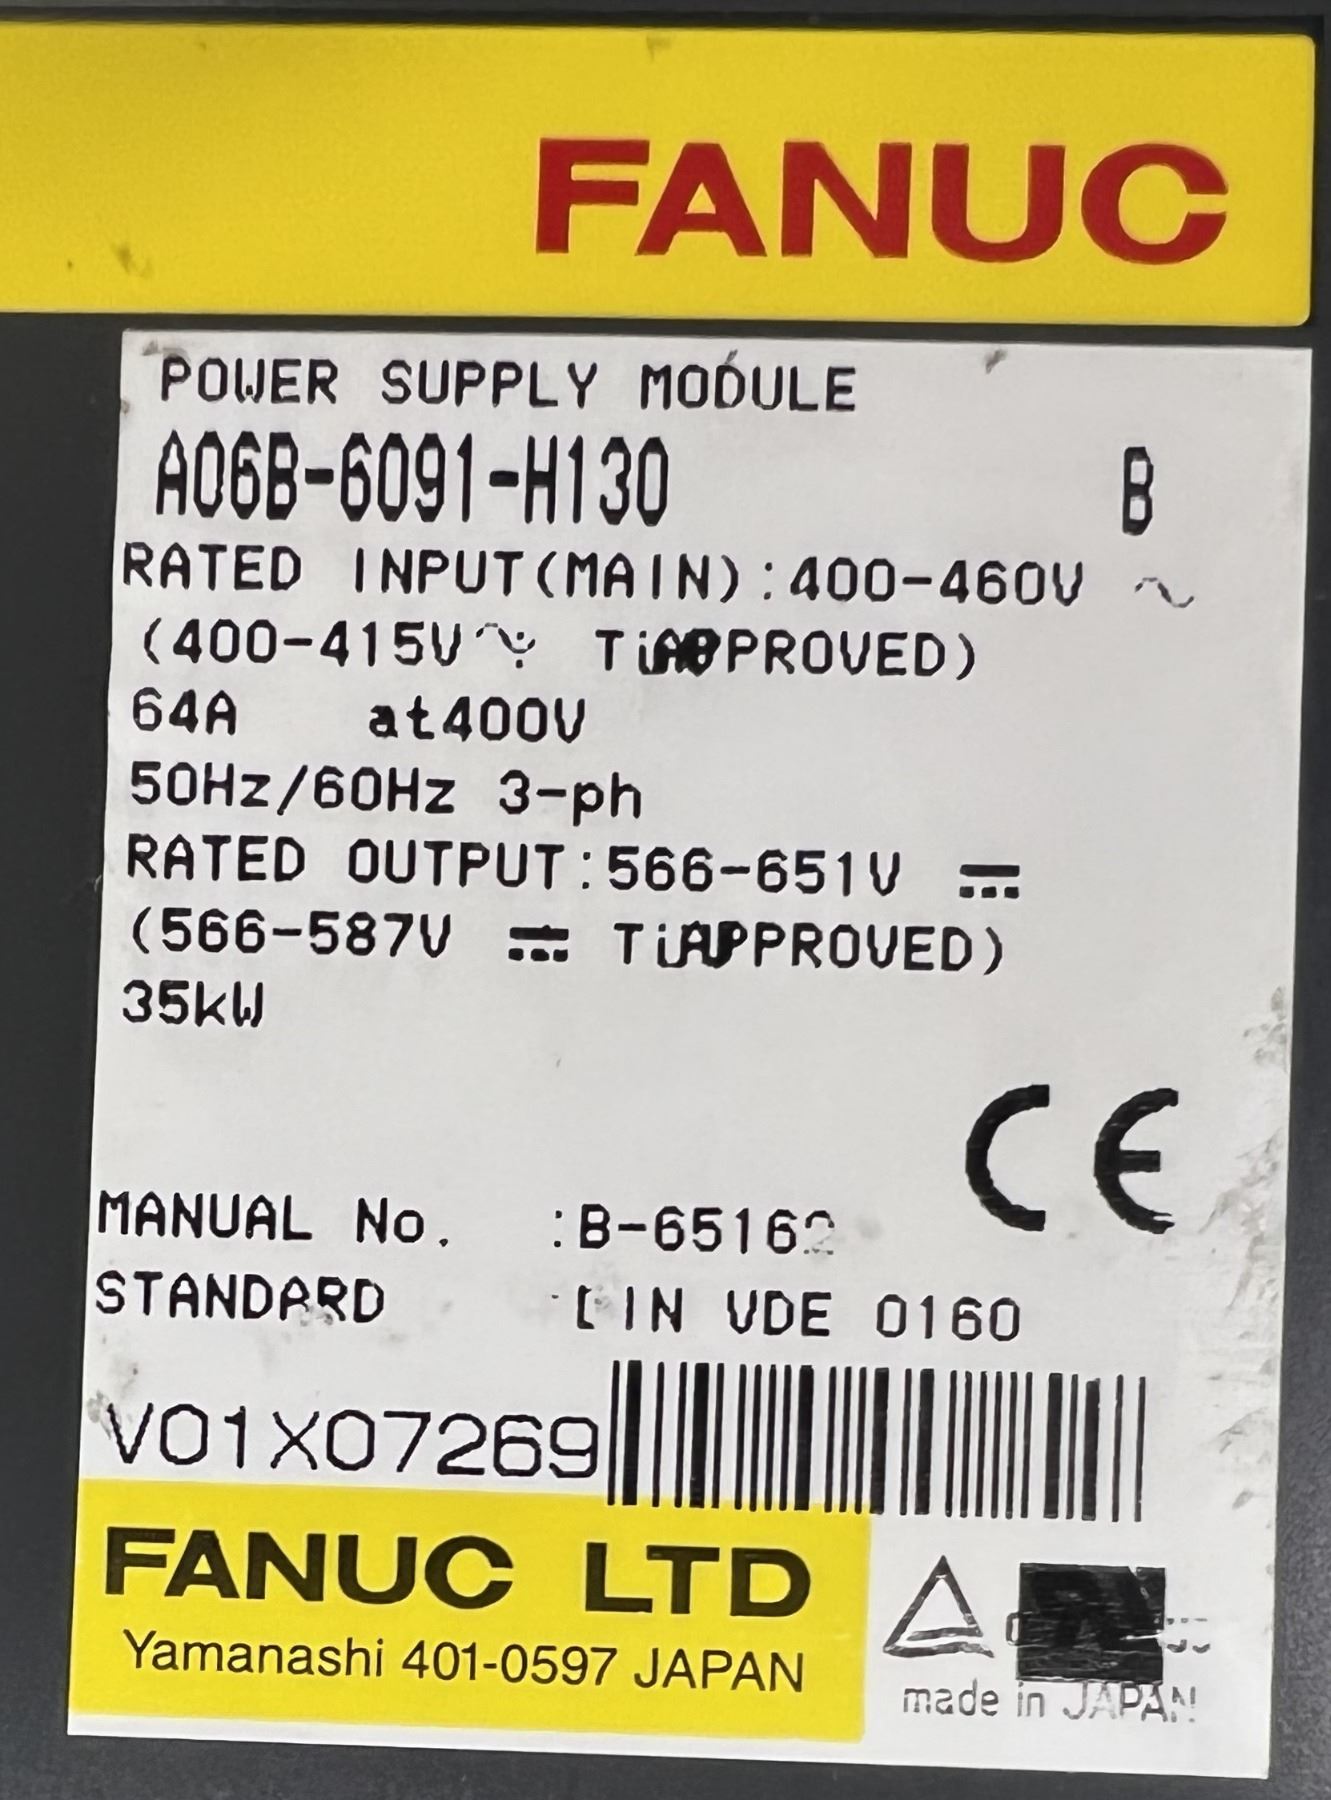 FANUC
POWER SUPPLY MODULE
A06B-6091-H130 B
RATED INPUT(MAIN):400-460V ~
(400-415V~ APPROVED)
64A at400V
50Hz/60Hz 3-ph
RATED OUTPUT:566-651V ⎓
(566-587V ⎓ APPROVED)
35kW
CE
MANUAL No. :B-65162
STANDARD DIN VDE 0160
V01X07269
FANUC LTD
Yamanashi 401-0597 JAPAN
made in JAPAN